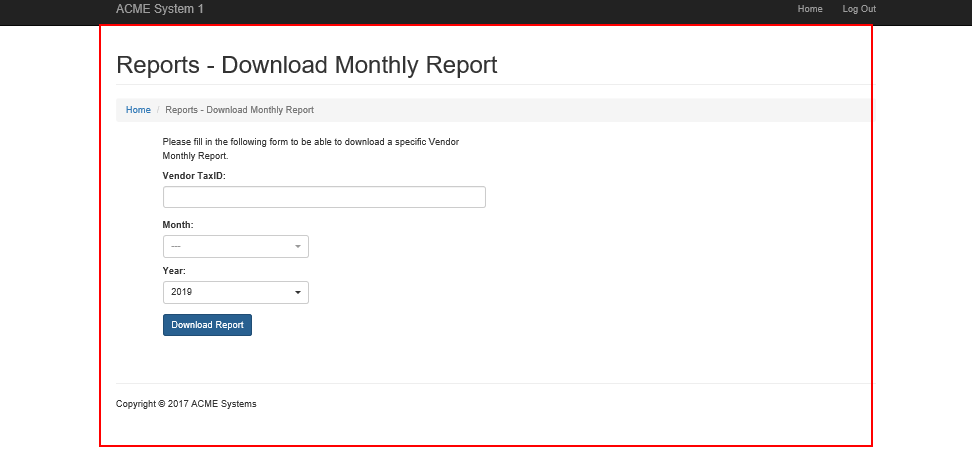 ACME System 1 Home Log Out
Reports - Download Monthly Report
Home / Reports - Download Monthly Report
Please fill in the following form to be able to download a specific Vendor
Monthly Report.
Vendor TaxID:
Month:
---
Year:
2019
Download Report
Copyright © 2017 ACME Systems